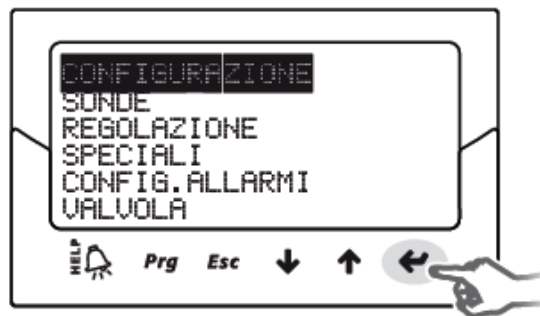 CONFIGURAZIONE
SONDE
REGOLAZIONE
SPECIALI
CONFIG.ALLARMI
VALVOLA
HELP Prg Esc